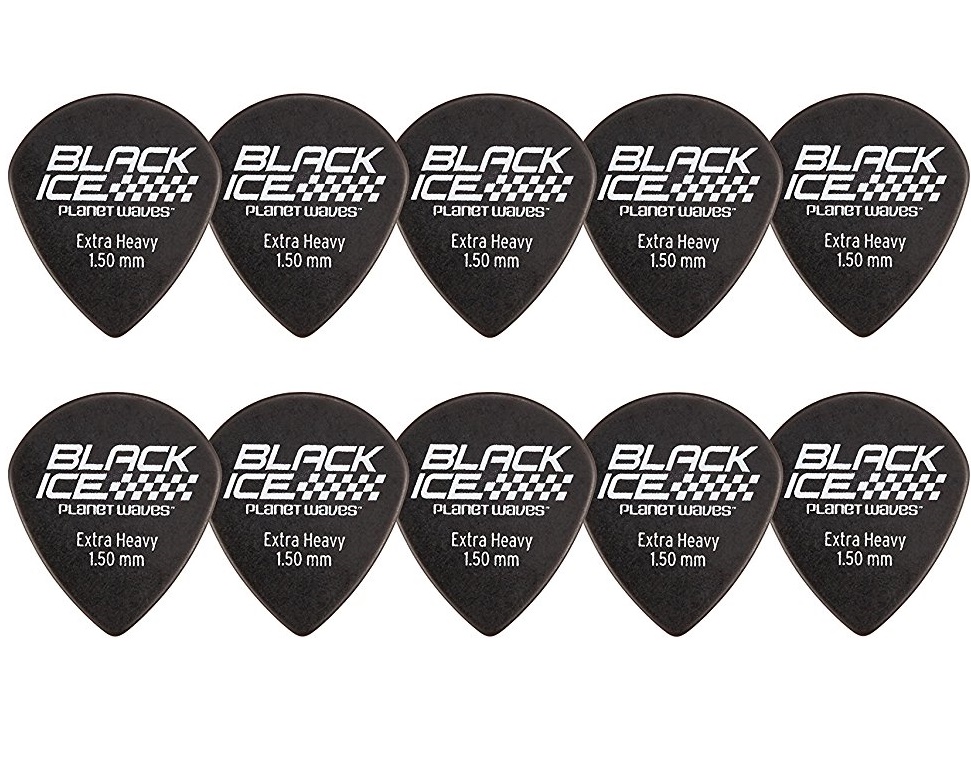 BLACK BLACK BLACK BLACK BLACK
ICE ICE ICE ICE ICE
PLANET WAVES™ PLANET WAVES™ PLANET WAVES™ PLANET WAVES™ PLANET WAVES™
Extra Heavy Extra Heavy Extra Heavy Extra Heavy Extra Heavy
1.50 mm 1.50 mm 1.50 mm 1.50 mm 1.50 mm
BLACK BLACK BLACK BLACK BLACK
ICE ICE ICE ICE ICE
PLANET WAVES™ PLANET WAVES™ PLANET WAVES™ PLANET WAVES™ PLANET WAVES™
Extra Heavy Extra Heavy Extra Heavy Extra Heavy Extra Heavy
1.50 mm 1.50 mm 1.50 mm 1.50 mm 1.50 mm